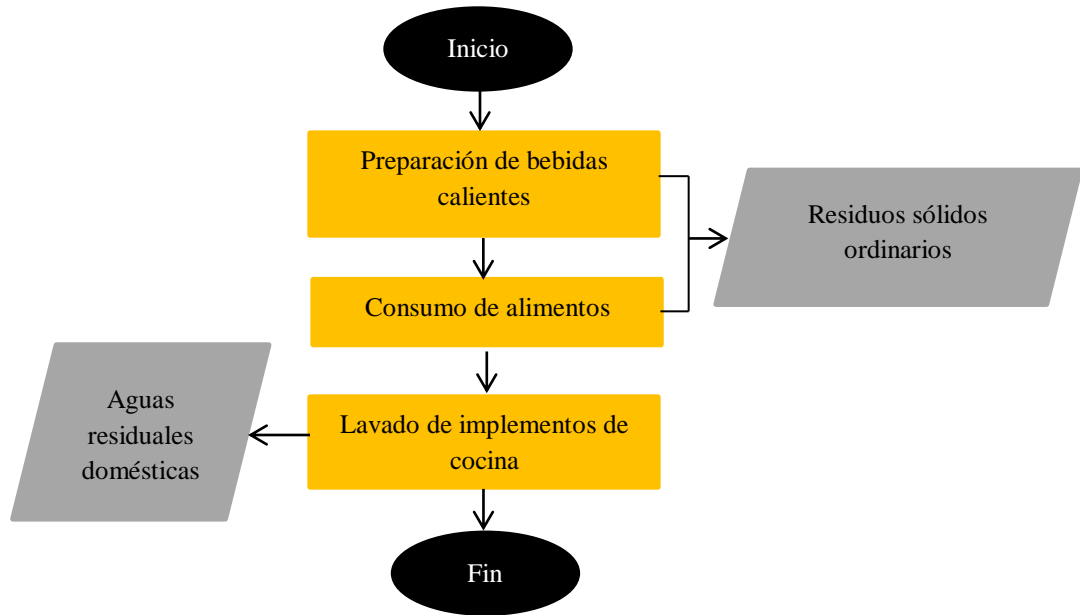 Inicio
Preparación de bebidas
calientes
Residuos sólidos
ordinarios
Consumo de alimentos
Aguas
residuales
domésticas
Lavado de implementos de
cocina
Fin